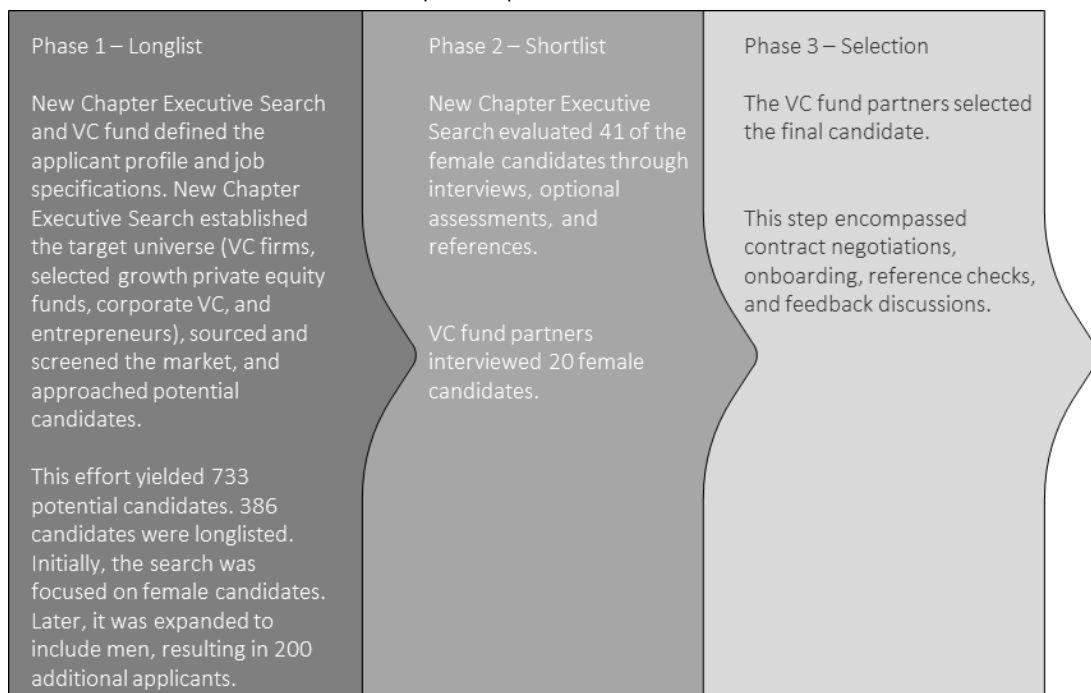 Phase 1 – Longlist
New Chapter Executive Search
and VC fund defined the
applicant profile and job
specifications. New Chapter
Executive Search established
the target universe (VC firms,
selected growth private equity
funds, corporate VC, and
entrepreneurs), sourced and
screened the market, and
approached potential
candidates.
This effort yielded 733
potential candidates. 386
candidates were longlisted.
Initially, the search was
focused on female candidates.
Later, it was expanded to
include men, resulting in 200
additional applicants.
Phase 2 – Shortlist
New Chapter Executive
Search evaluated 41 of the
female candidates through
interviews, optional
assessments, and
references.
VC fund partners
interviewed 20 female
candidates.
Phase 3 – Selection
The VC fund partners selected
the final candidate.
This step encompassed
contract negotiations,
onboarding, reference checks,
and feedback discussions.